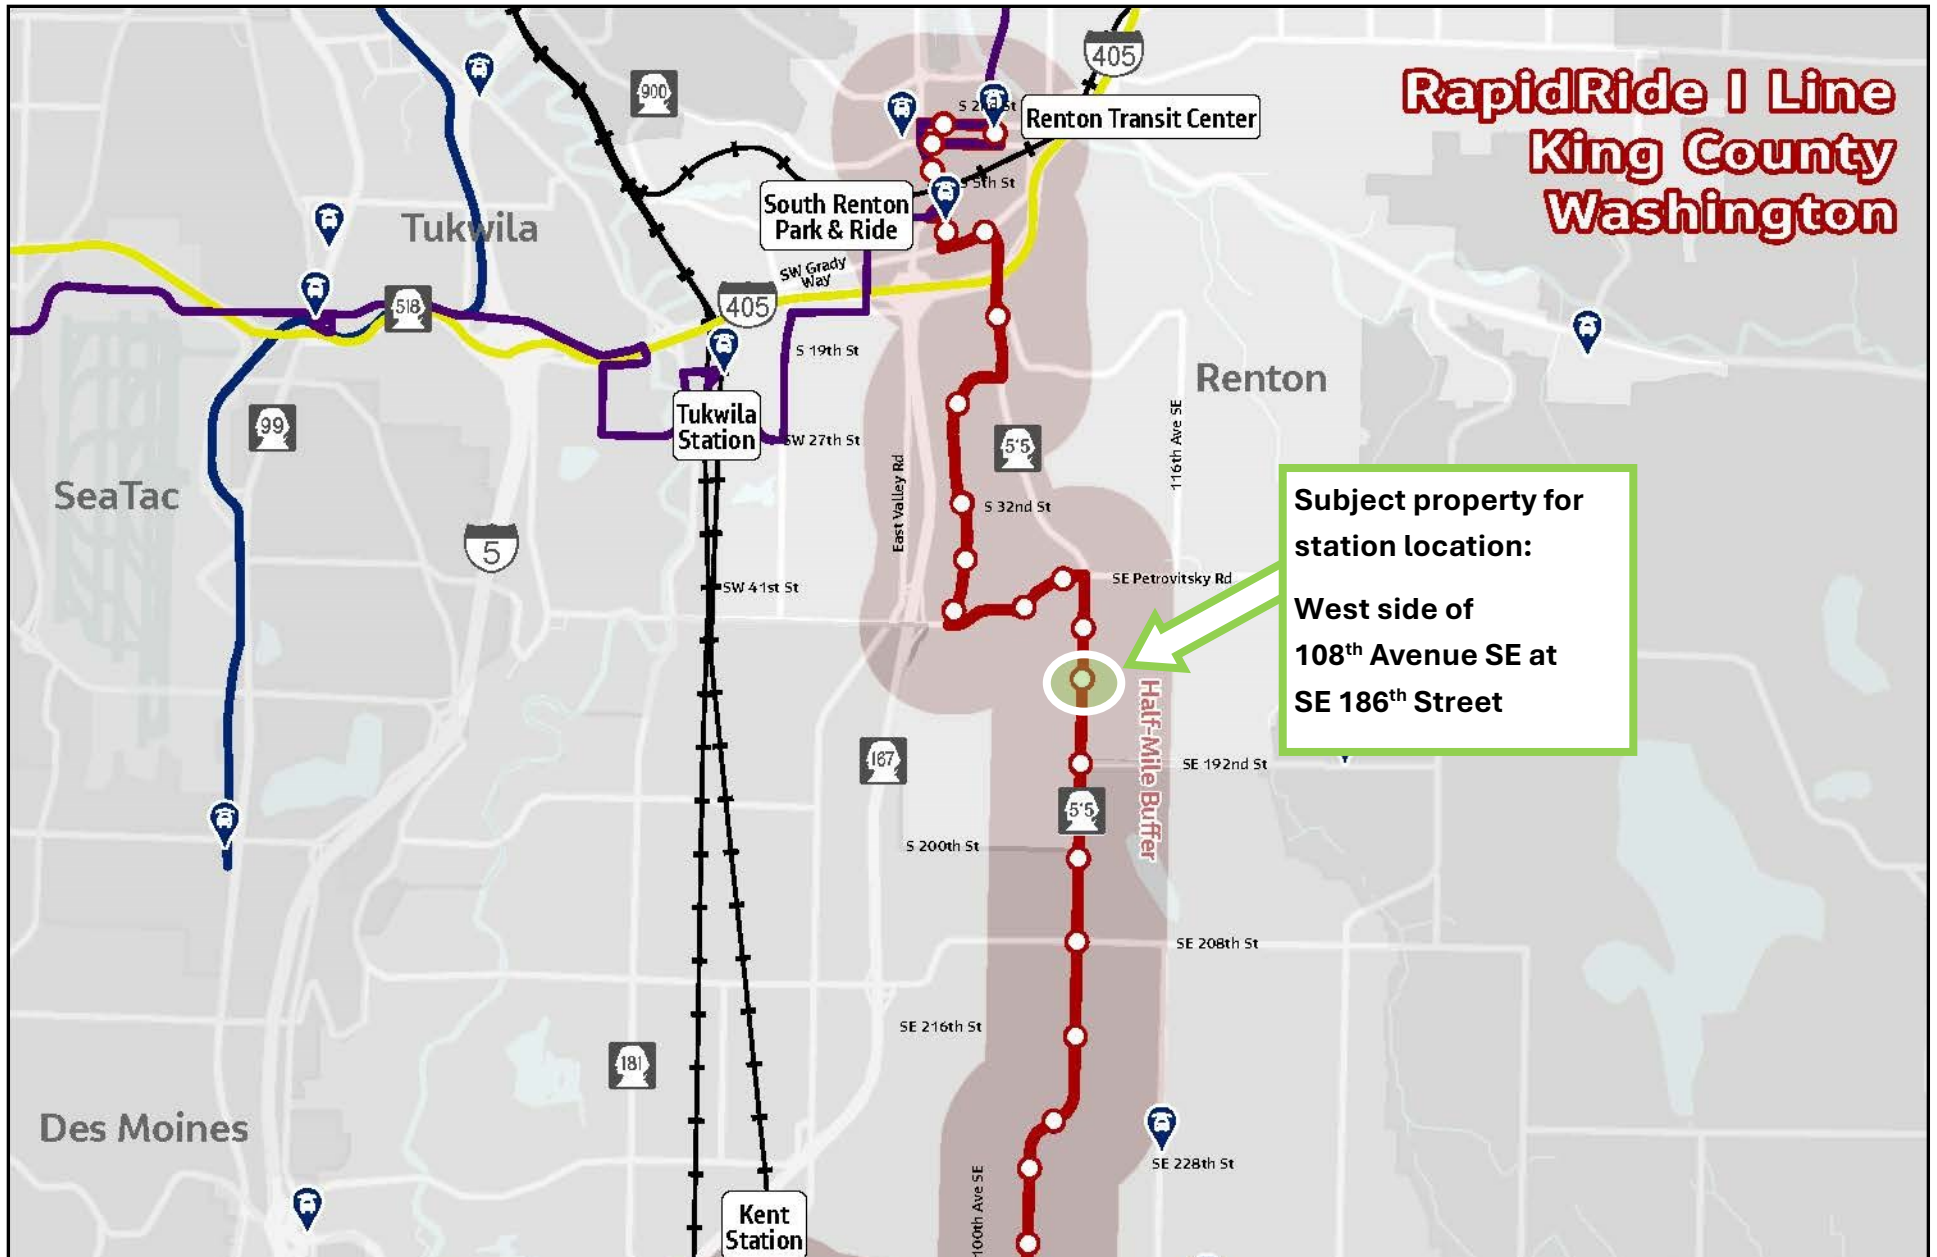 RapidRide I Line
King County
Washington
405
900
S 2nd St
Renton Transit Center
S 5th St
South Renton
Park & Ride
Tukwila
SW Grady
Way
518
405
S 19th St
Renton
99
Tukwila
Station
SW 27th St
515
116th Ave SE
SeaTac
East Valley Rd
S 32nd St
5
Subject property for
station location:
West side of
108th Avenue SE at
SE 186th Street
SE Petrovitsky Rd
SW 41st St
Half-Mile Buffer
167
SE 192nd St
515
S 200th St
SE 208th St
SE 216th St
181
Des Moines
SE 228th St
100th Ave SE
Kent
Station